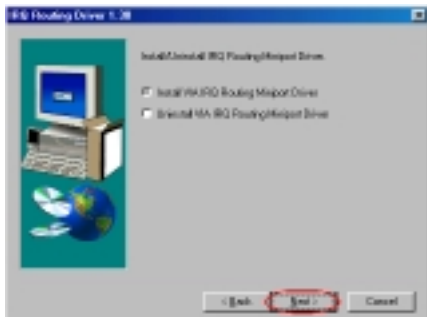 IRQ Routing Driver 1.30
Install/Uninstall IRQ Routing Miniport Driver.
Install VIA IRQ Routing Miniport Driver
Uninstall VIA IRQ Routing Miniport Driver
< Back
Next >
Cancel